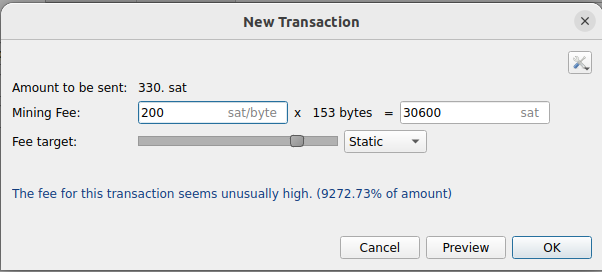 New Transaction
Amount to be sent: 330. sat
Mining Fee: 200 sat/byte x 153 bytes = 30600 sat
Fee target: Static
The fee for this transaction seems unusually high. (9272.73% of amount)
Cancel Preview OK